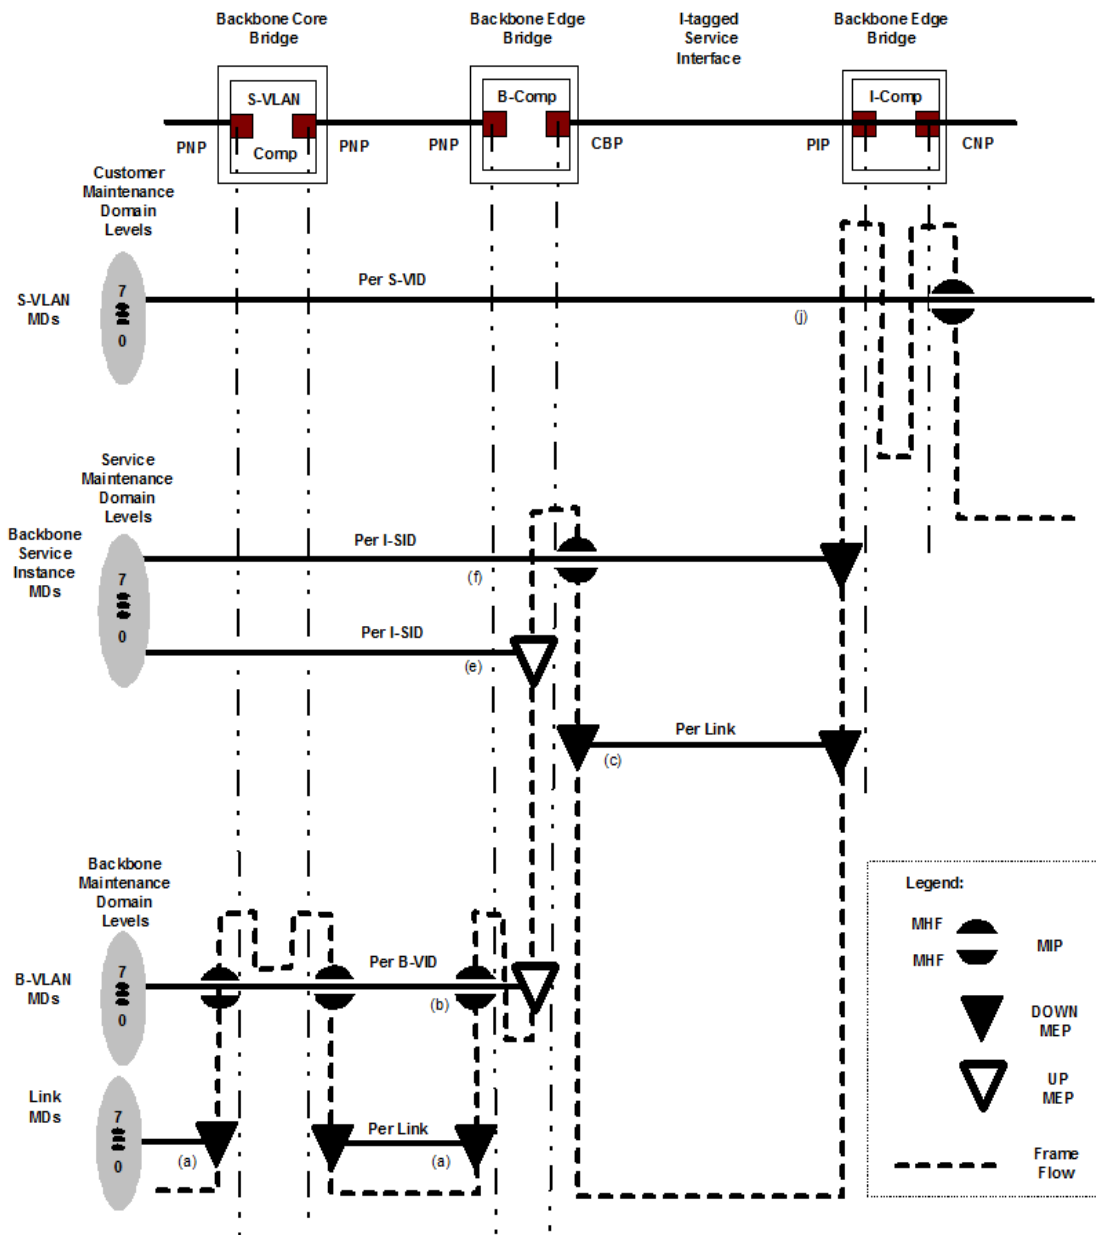 Backbone Core
Bridge
Backbone Edge
Bridge
I-tagged
Service
Interface
Backbone Edge
Bridge
S-VLAN
Comp
B-Comp
I-Comp
PNP
PNP
PNP
CBP
PIP
CNP
Customer
Maintenance
Domain
Levels
S-VLAN
MDs
7
0
Per S-VID
(j)
Service
Maintenance
Domain
Levels
Backbone
Service
Instance
MDs
7
0
Per I-SID
(f)
Per I-SID
(e)
Per Link
(c)
Backbone
Maintenance
Domain
Levels
B-VLAN
MDs
7
0
Per B-VID
(b)
Link
MDs
7
0
(a)
Per Link
(a)
Legend:
MHF
MHF
MIP
DOWN
MEP
UP
MEP
Frame
Flow